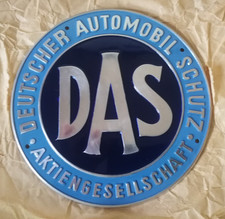 DEUTSCHER AUTOMOBIL SCHUTZ
DAS
AKTIENGESELLSCHAFT